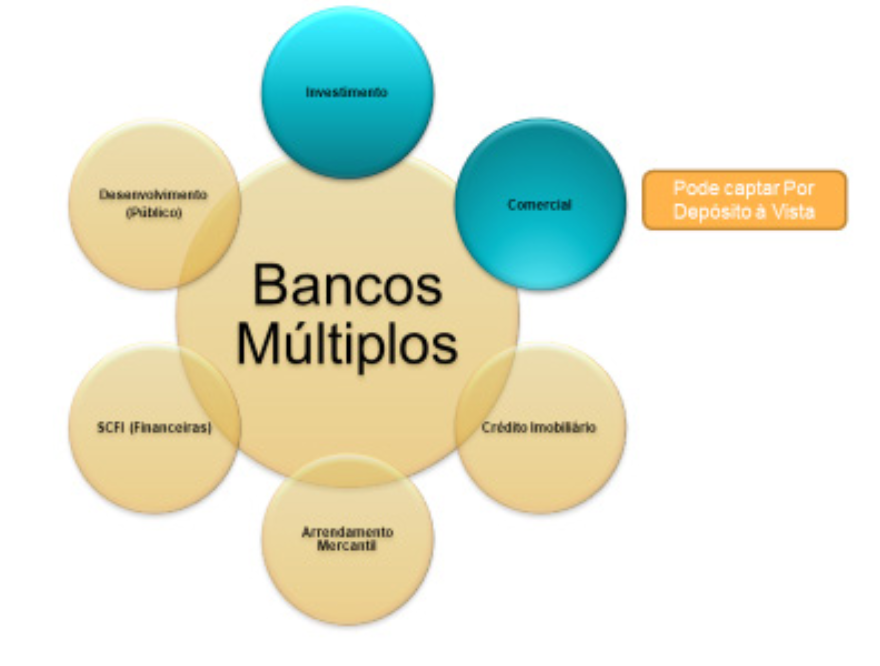 Investimento
Desenvolvimento
(Público)
Comercial
Pode captar Por
Depósito à Vista
Bancos
Múltiplos
SCFI (Financeiras)
Crédito Imobiliário
Arrendamento
Mercantil